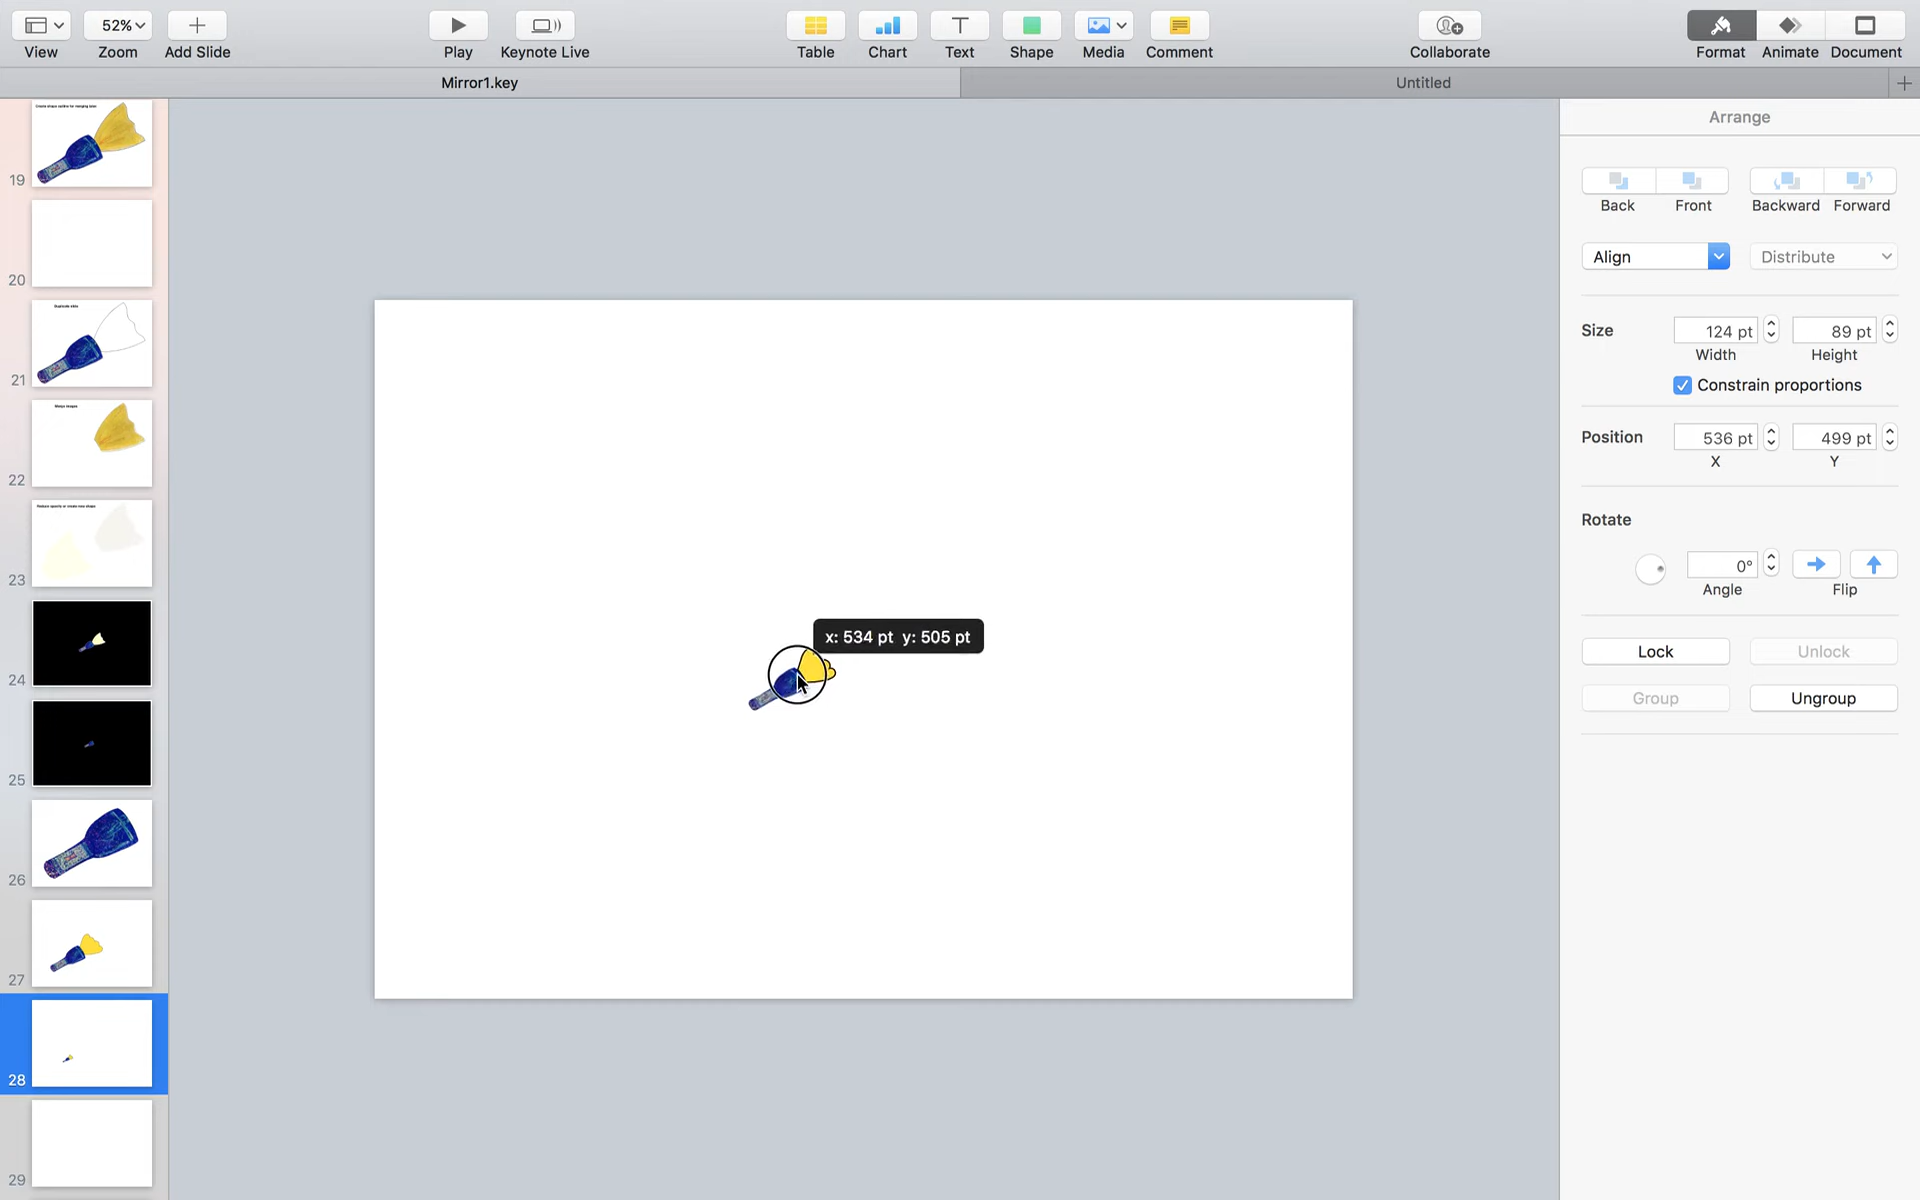 52%
View
Zoom
Add Slide
Play
Keynote Live
Table
Chart
Text
Shape
Media
Comment
Collaborate
Format
Animate
Document
Mirror1.key
Untitled
19
20
21
Duplicate slide
22
23
24
25
26
27
28
29
x: 534 pt y: 505 pt
Arrange
Back
Front
Backward
Forward
Align
Distribute
Size
124 pt
89 pt
Width
Height
Constrain proportions
Position
536 pt
499 pt
X
Y
Rotate
0°
Angle
Flip
Lock
Unlock
Group
Ungroup